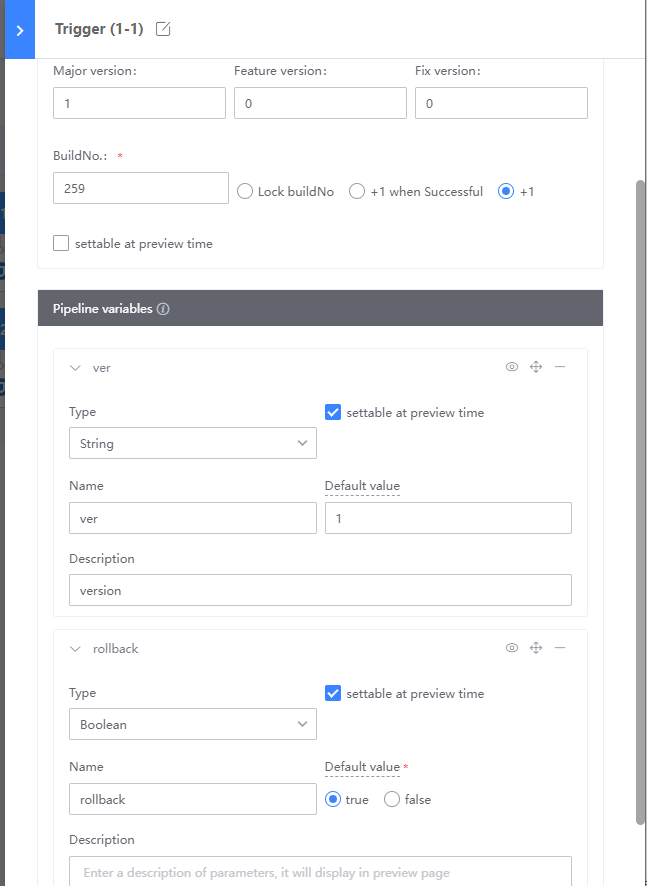 Trigger (1-1)
Major version: Feature version: Fix version:
1 0 0
BuildNo.: *
259 Lock buildNo +1 when Successful +1
settable at preview time
Pipeline variables
ver
Type settable at preview time
String
Name Default value
ver 1
Description
version
rollback
Type settable at preview time
Boolean
Name Default value *
rollback true false
Description
Enter a description of parameters, it will display in preview page